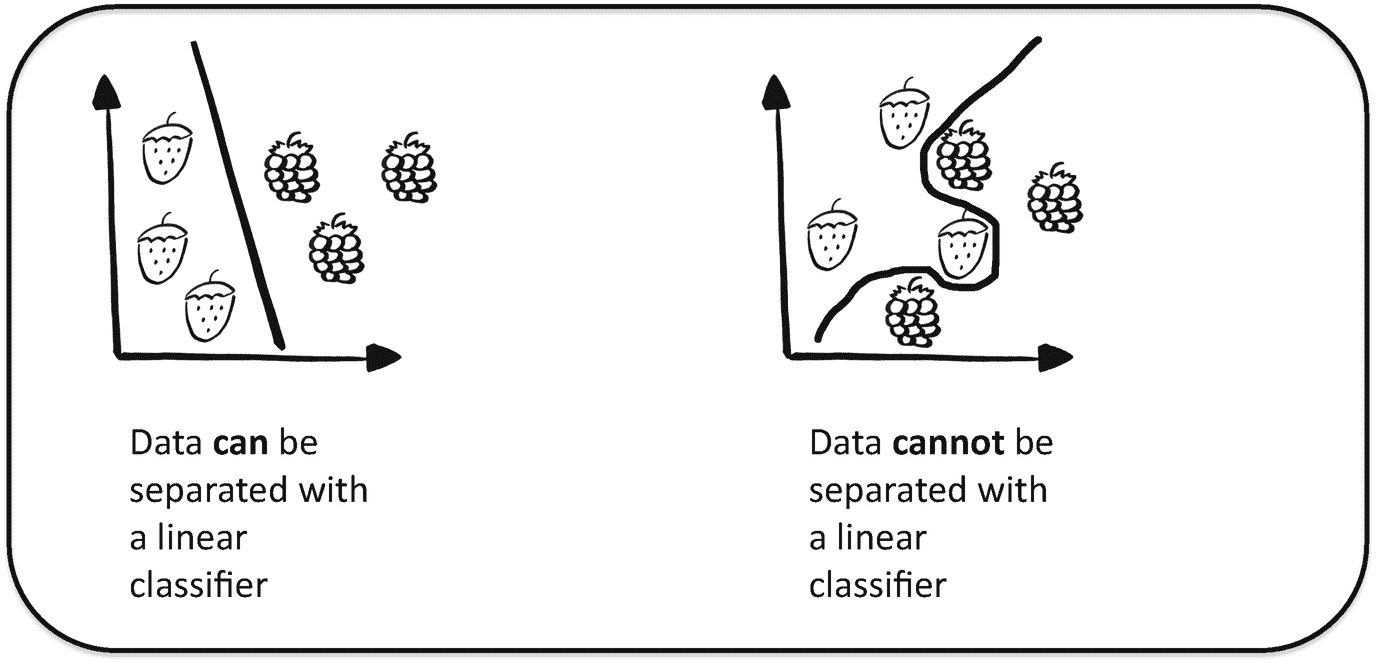 Data can be
separated with
a linear
classifier
Data cannot be
separated with
a linear
classifier